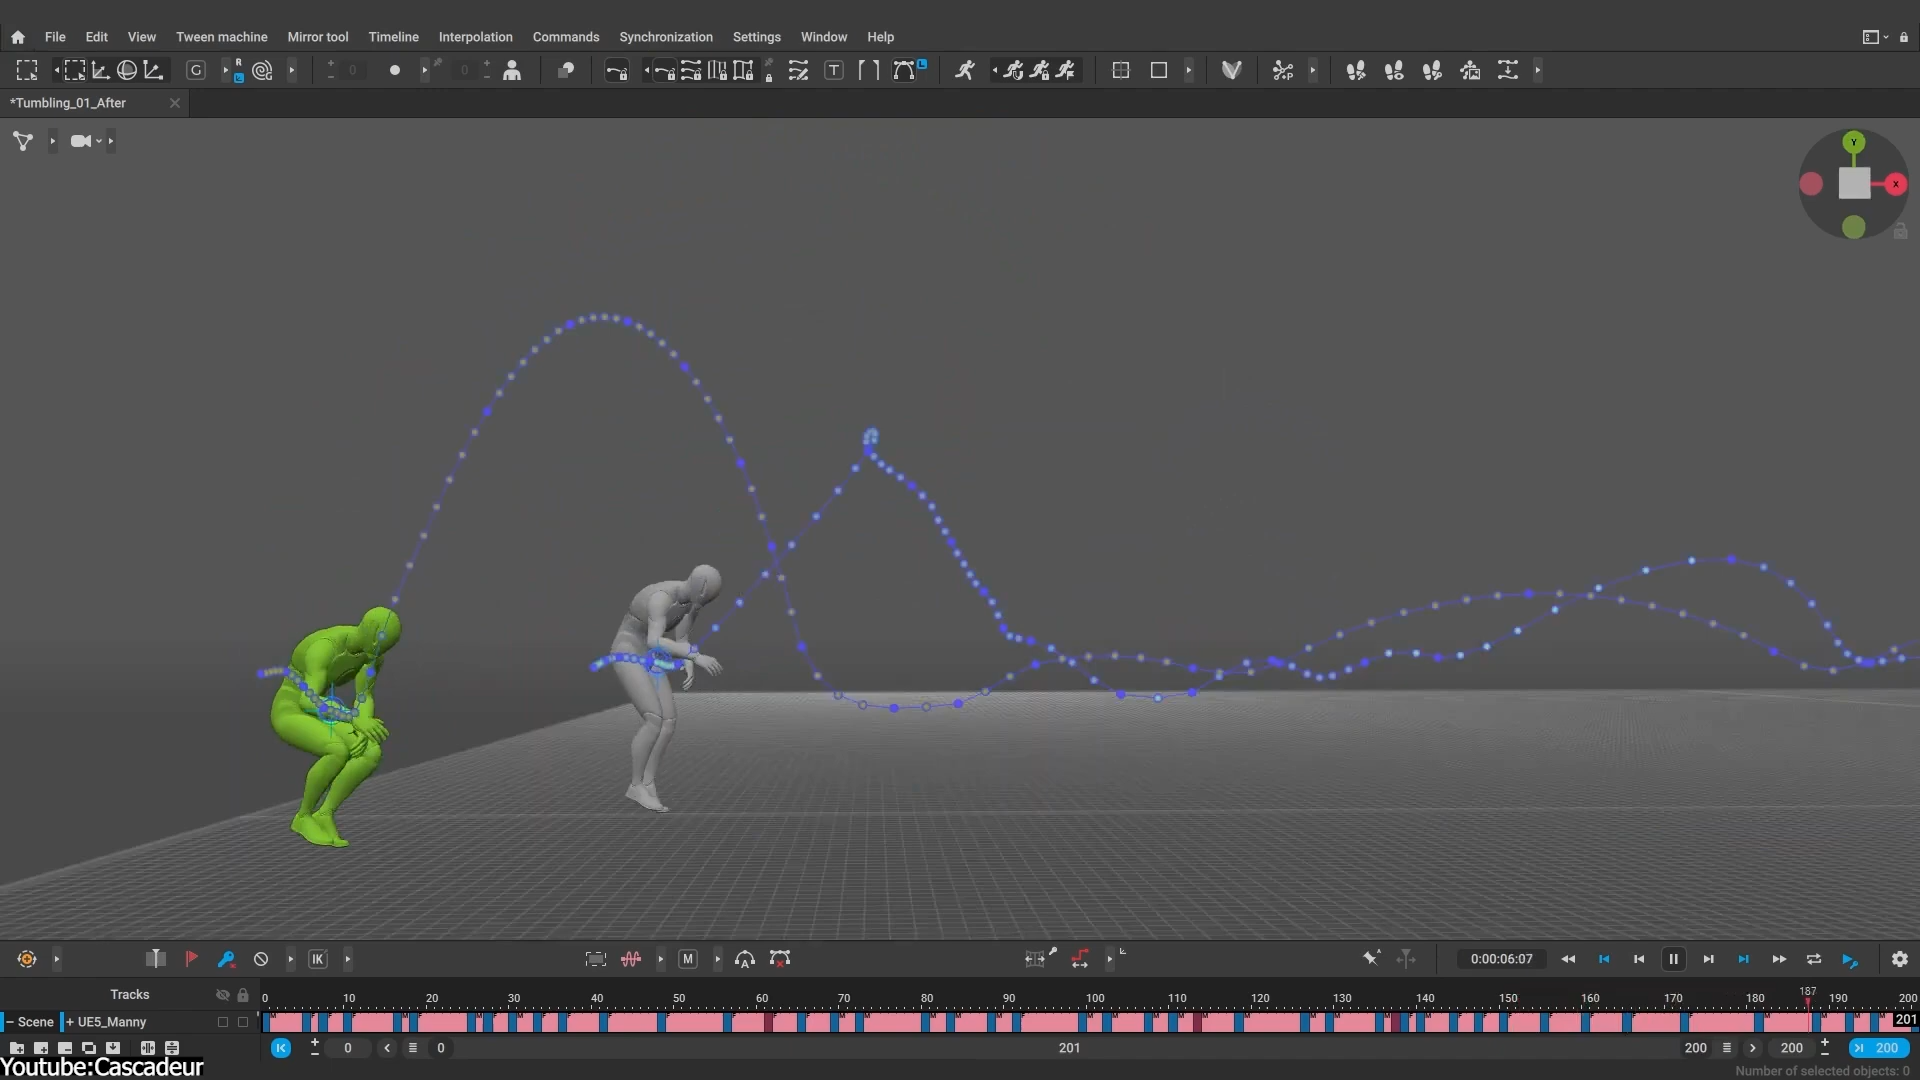 File Edit View Tween machine Mirror tool Timeline Interpolation Commands Synchronization Settings Window Help
G R L 0 0 T L P
*Tumbling_01_After
Y
X
IK M 0:00:06:07
Tracks 0 10 20 30 40 50 60 70 80 90 100 110 120 130 140 150 160 170 180 187 190 200
− Scene + UE5_Manny 201
0 0 201 200 200 200
Youtube:Cascadeur
Number of selected objects: 0